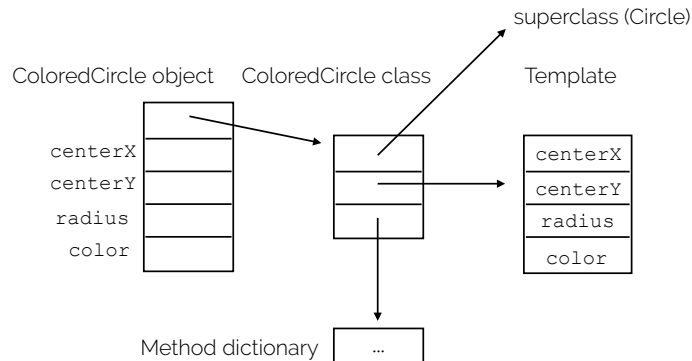 superclass (Circle)
ColoredCircle object
ColoredCircle class
Template
centerX
centerY
radius
color
centerX
centerY
radius
color
Method dictionary
...